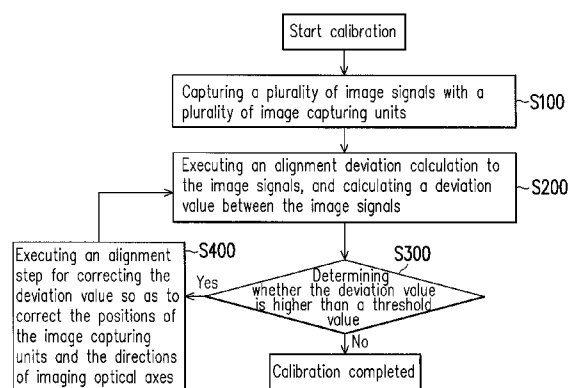 Start calibration
Capturing a plurality of image signals with a
plurality of image capturing units
S100
Executing an alignment deviation calculation to
the image signals, and calculating a deviation
value between the image signals
S200
S400
Executing an alignment
step for correcting the
deviation value so as to
correct the positions of
the image capturing
units and the directions
of imaging optical axes
Yes
S300
Determining
whether the deviation value
is higher than a threshold
value
No
Calibration completed